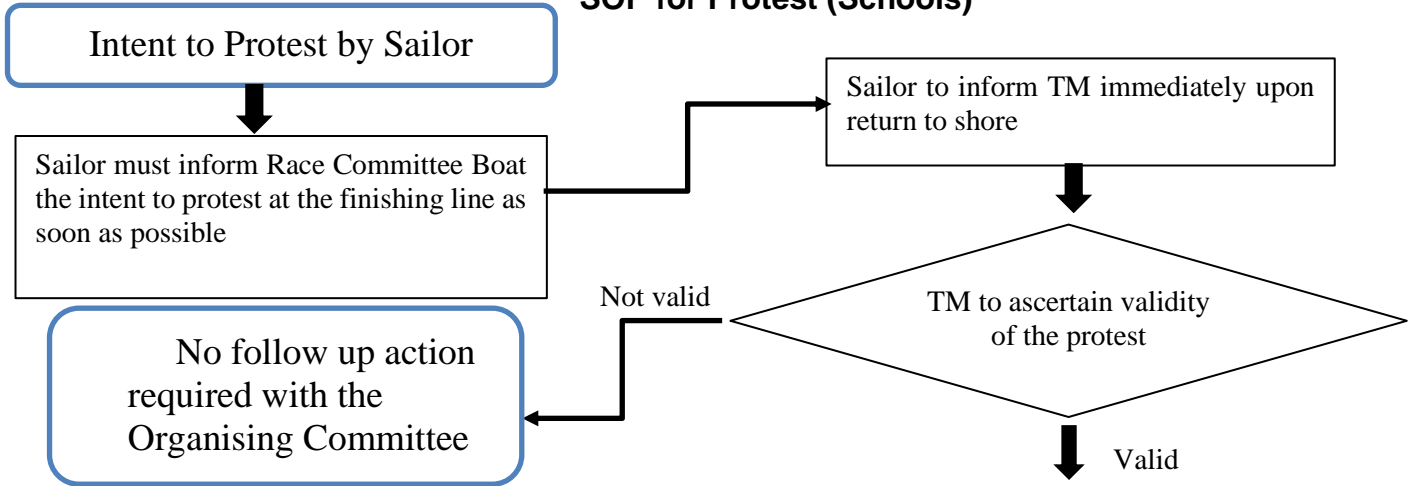 SOP for Protest (Schools)
Intent to Protest by Sailor
Sailor must inform Race Committee Boat
the intent to protest at the finishing line as
soon as possible
Sailor to inform TM immediately upon
return to shore
TM to ascertain validity
of the protest
Not valid
No follow up action
required with the
Organising Committee
Valid